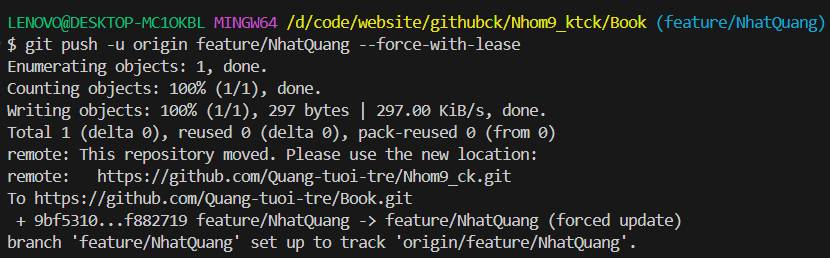 LENOVO@DESKTOP-MC1OKBL MINGW64 /d/code/website/githubck/Nhom9_ktck/Book (feature/NhatQuang)
$ git push -u origin feature/NhatQuang --force-with-lease
Enumerating objects: 1, done.
Counting objects: 100% (1/1), done.
Writing objects: 100% (1/1), 297 bytes | 297.00 KiB/s, done.
Total 1 (delta 0), reused 0 (delta 0), pack-reused 0 (from 0)
remote: This repository moved. Please use the new location:
remote:   https://github.com/Quang-tuoi-tre/Nhom9_ck.git
To https://github.com/Quang-tuoi-tre/Book.git
 + 9bf5310...f882719 feature/NhatQuang -> feature/NhatQuang (forced update)
branch 'feature/NhatQuang' set up to track 'origin/feature/NhatQuang'.